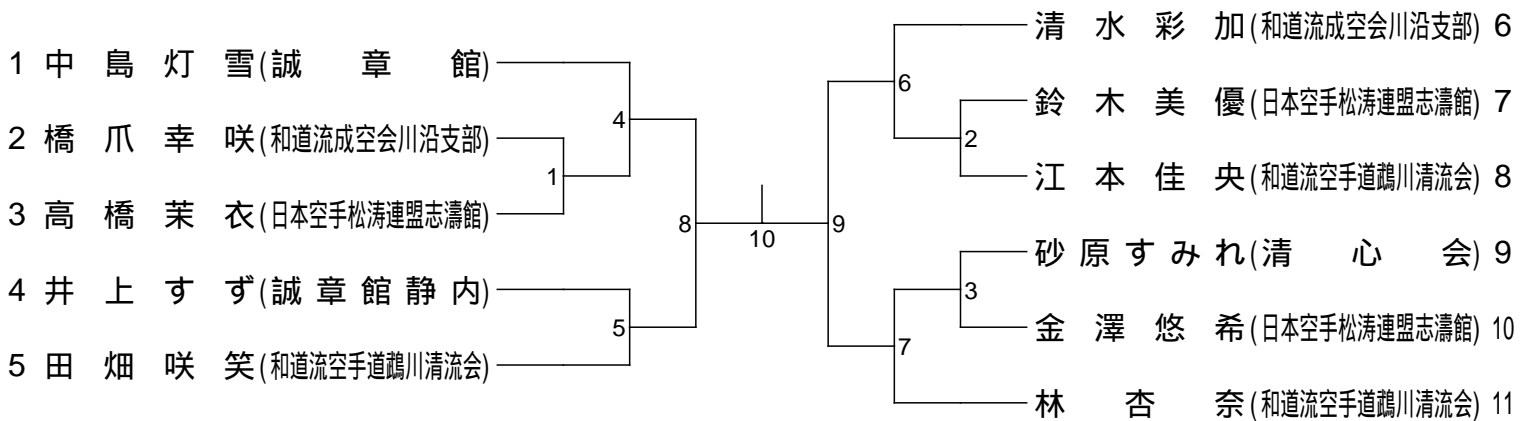 1 中島灯雪(誠章館)
2 橋爪幸咲(和道流成空会川沿支部)
3 高橋茉衣(日本空手松涛連盟志濤館)
4 井上すず(誠章館静内)
5 田畑咲笑(和道流空手道鵡川清流会)
4
1
8
5
10
9
6
2
3
7
清水彩加(和道流成空会川沿支部) 6
鈴木美優(日本空手松涛連盟志濤館) 7
江本佳央(和道流空手道鵡川清流会) 8
砂原すみれ(清心会) 9
金澤悠希(日本空手松涛連盟志濤館) 10
林杏奈(和道流空手道鵡川清流会) 11